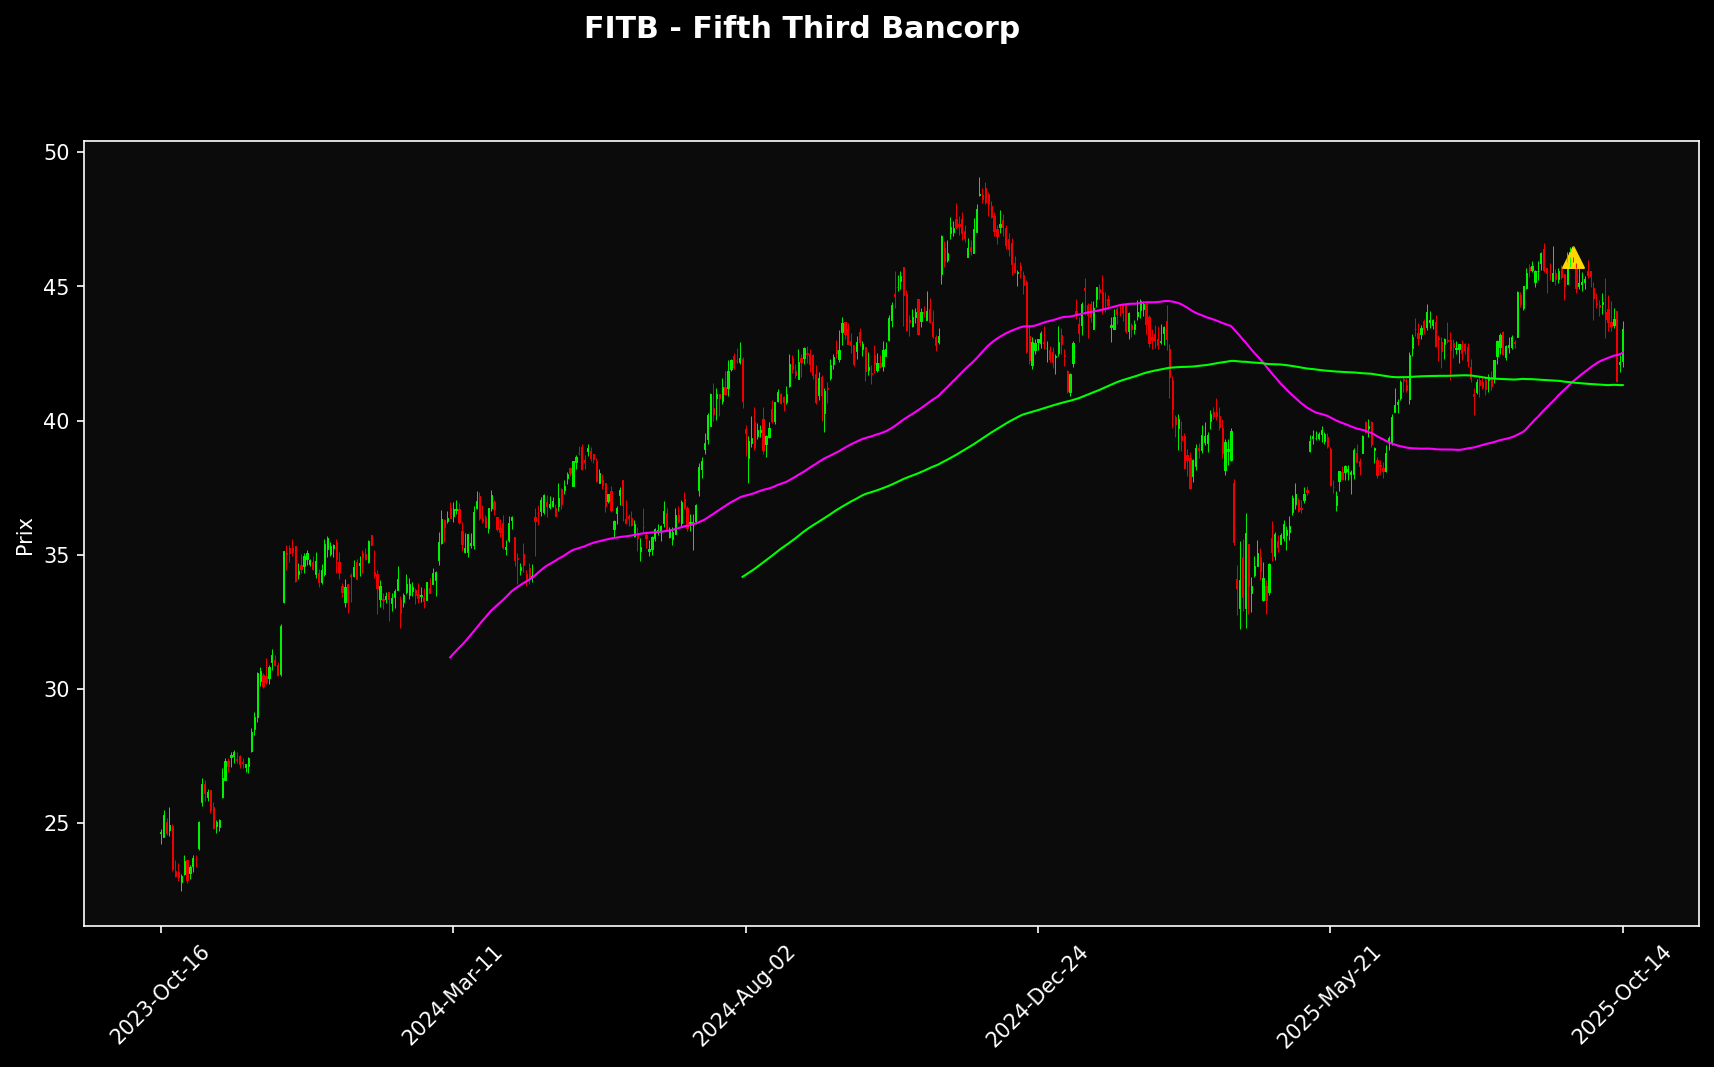 FITB - Fifth Third Bancorp
Prix
50
45
40
35
30
25
2023-Oct-16
2024-Mar-11
2024-Aug-02
2024-Dec-24
2025-May-21
2025-Oct-14